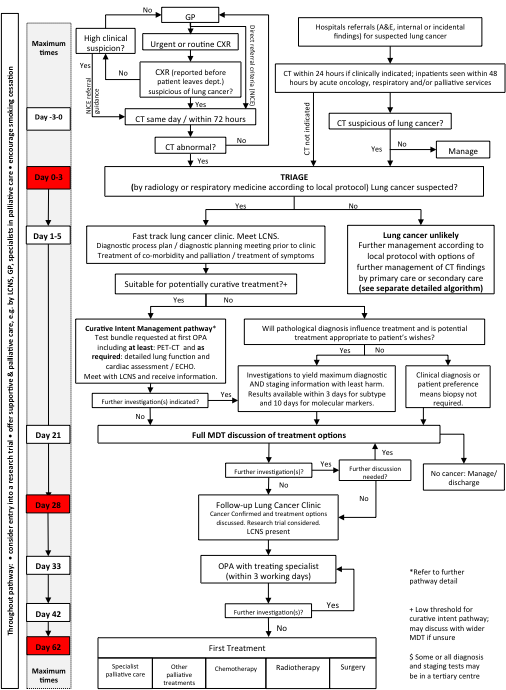 Throughout pathway: • consider entry into a research trial • offer supportive & palliative care, e.g. by LCNS, GP, specialists in palliative care • encourage smoking cessation
Maximum
times
Day -3-0
Day 0-3
Day 1-5
Day 21
Day 28
Day 33
Day 42
Day 62
Maximum
times
No
GP
High clinical
suspicion?
Urgent or routine CXR
Yes
No
CXR (reported before
patient leaves dept.)
suspicious of lung cancer?
NICE referral
guidance
Direct referral criteria (NICE)
Yes
CT same day / within 72 hours
CT abnormal?
No
Yes
Hospitals referrals (A&E, internal or incidental
findings) for suspected lung cancer
CT within 24 hours if clinically indicated; inpatients seen within 48
hours by acute oncology, respiratory and/or palliative services
CT not indicated
CT suspicious of lung cancer?
Yes
No
Manage
TRIAGE
(by radiology or respiratory medicine according to local protocol) Lung cancer suspected?
Yes
No
Fast track lung cancer clinic. Meet LCNS.
Diagnostic process plan / diagnostic planning meeting prior to clinic
Treatment of co-morbidity and palliation / treatment of symptoms
Lung cancer unlikely
Further management according to
local protocol with options of
further management of CT findings
by primary care or secondary care
(see separate detailed algorithm)
Suitable for potentially curative treatment?+
Yes
No
Curative Intent Management pathway*
Test bundle requested at first OPA
including at least: PET-CT and as
required: detailed lung function and
cardiac assessment / ECHO.
Meet with LCNS and receive information.
Will pathological diagnosis influence treatment and is potential
treatment appropriate to patient's wishes?
Yes
No
Investigations to yield maximum diagnostic
AND staging information with least harm.
Results available within 3 days for subtype
and 10 days for molecular markers.
Clinical diagnosis or
patient preference
means biopsy not
required.
Further investigation(s) indicated?
Yes
No
Full MDT discussion of treatment options
Yes
Further investigation(s)?
Yes
Further discussion
needed?
No cancer: Manage/
discharge
No
No
Follow-up Lung Cancer Clinic
Cancer Confirmed and treatment options
discussed. Research trial considered.
LCNS present
OPA with treating specialist
(within 3 working days)
Further investigation(s)?
Yes
No
First Treatment
Specialist
palliative care
Other
palliative
treatments
Chemotherapy
Radiotherapy
Surgery
*Refer to further
pathway detail
+ Low threshold for
curative intent pathway;
may discuss with wider
MDT if unsure
$ Some or all diagnosis
and staging tests may
be in a tertiary centre